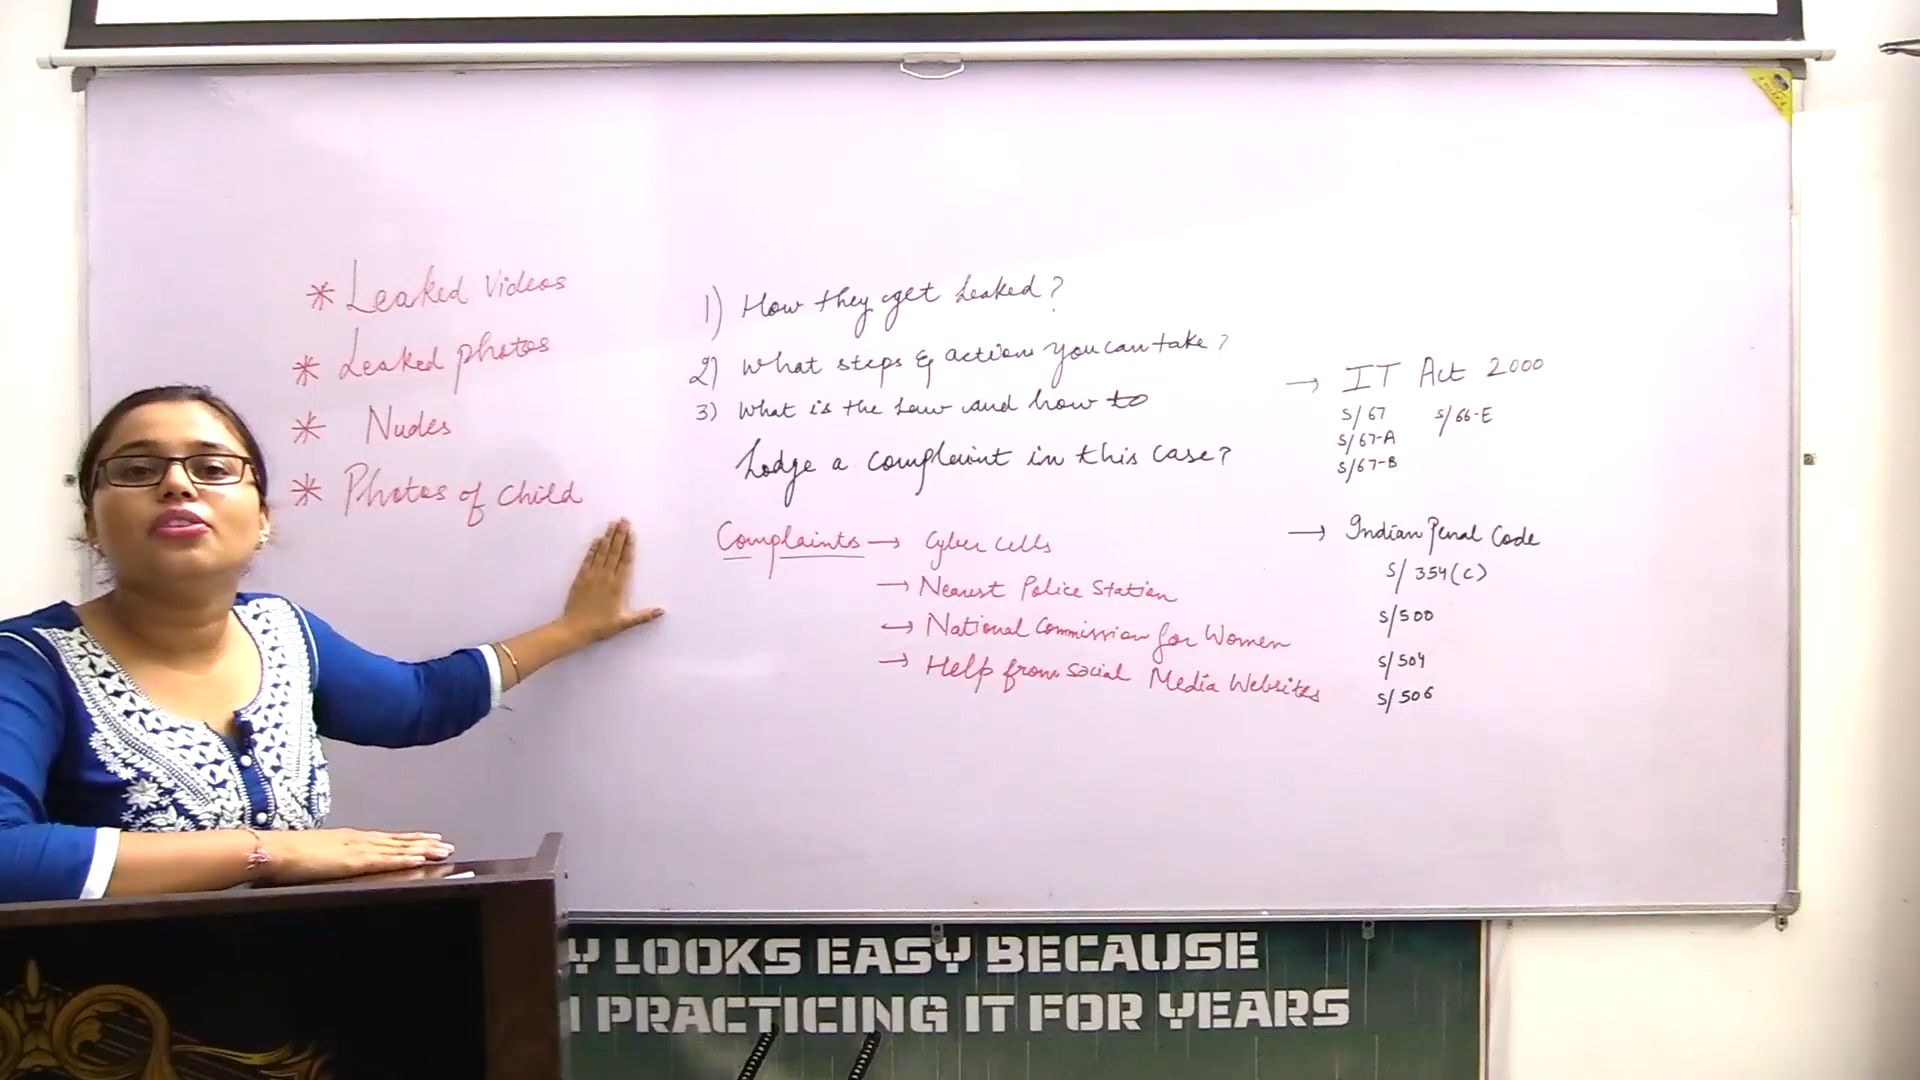 * Leaked Videos
* Leaked photos
* Nudes
* Photos of child
1) How they get leaked?
2) What steps & actions you can take?
3) What is the law and how to
Lodge a complaint in this case?
Complaints → Cyber cells
→ Nearest Police Station
→ National Commission for Women
→ Help from social Media Websites
→ IT Act 2000
S/67 S/66-E
S/67-A
S/67-B
→ Indian Penal Code
S/354(C)
S/500
S/504
S/506
Y LOOKS EASY BECAUSE
PRACTICING IT FOR YEARS